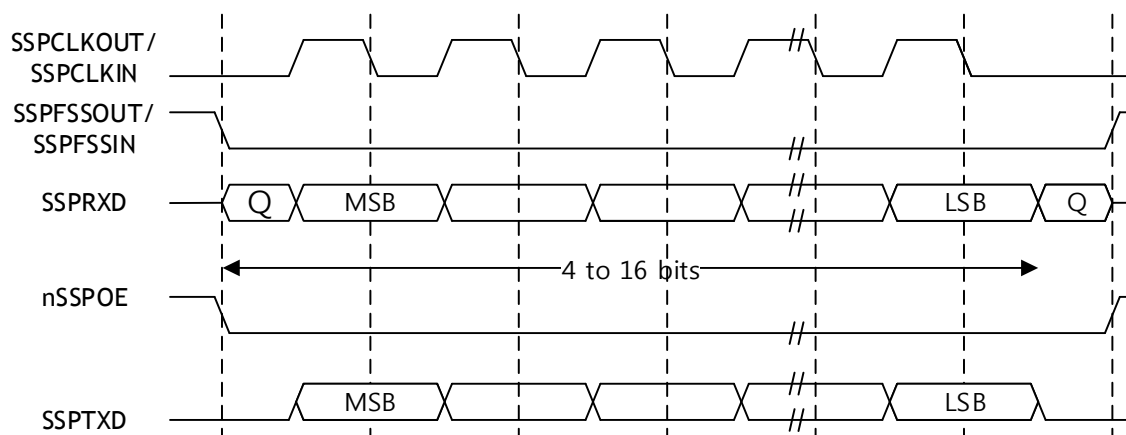 SSPCLKOUT/
SSPCLKIN
SSPFSSOUT/
SSPFSSIN
SSPRXD Q MSB LSB Q
4 to 16 bits
nSSPOE
SSPTXD MSB LSB